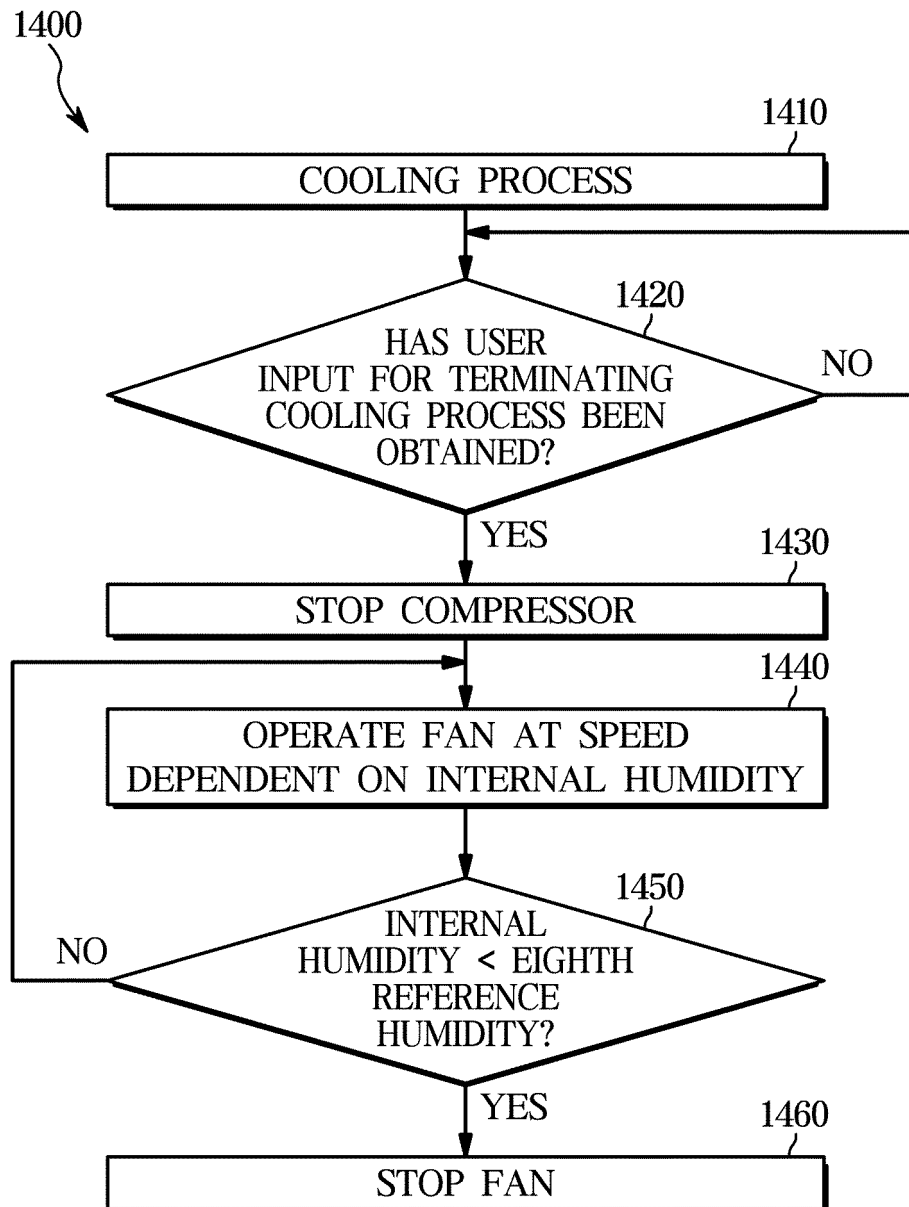 1400
1410
COOLING PROCESS
1420
HAS USER
INPUT FOR TERMINATING
COOLING PROCESS BEEN
OBTAINED?
NO
YES
1430
STOP COMPRESSOR
1440
OPERATE FAN AT SPEED
DEPENDENT ON INTERNAL HUMIDITY
1450
INTERNAL
HUMIDITY < EIGHTH
REFERENCE
HUMIDITY?
NO
YES
1460
STOP FAN